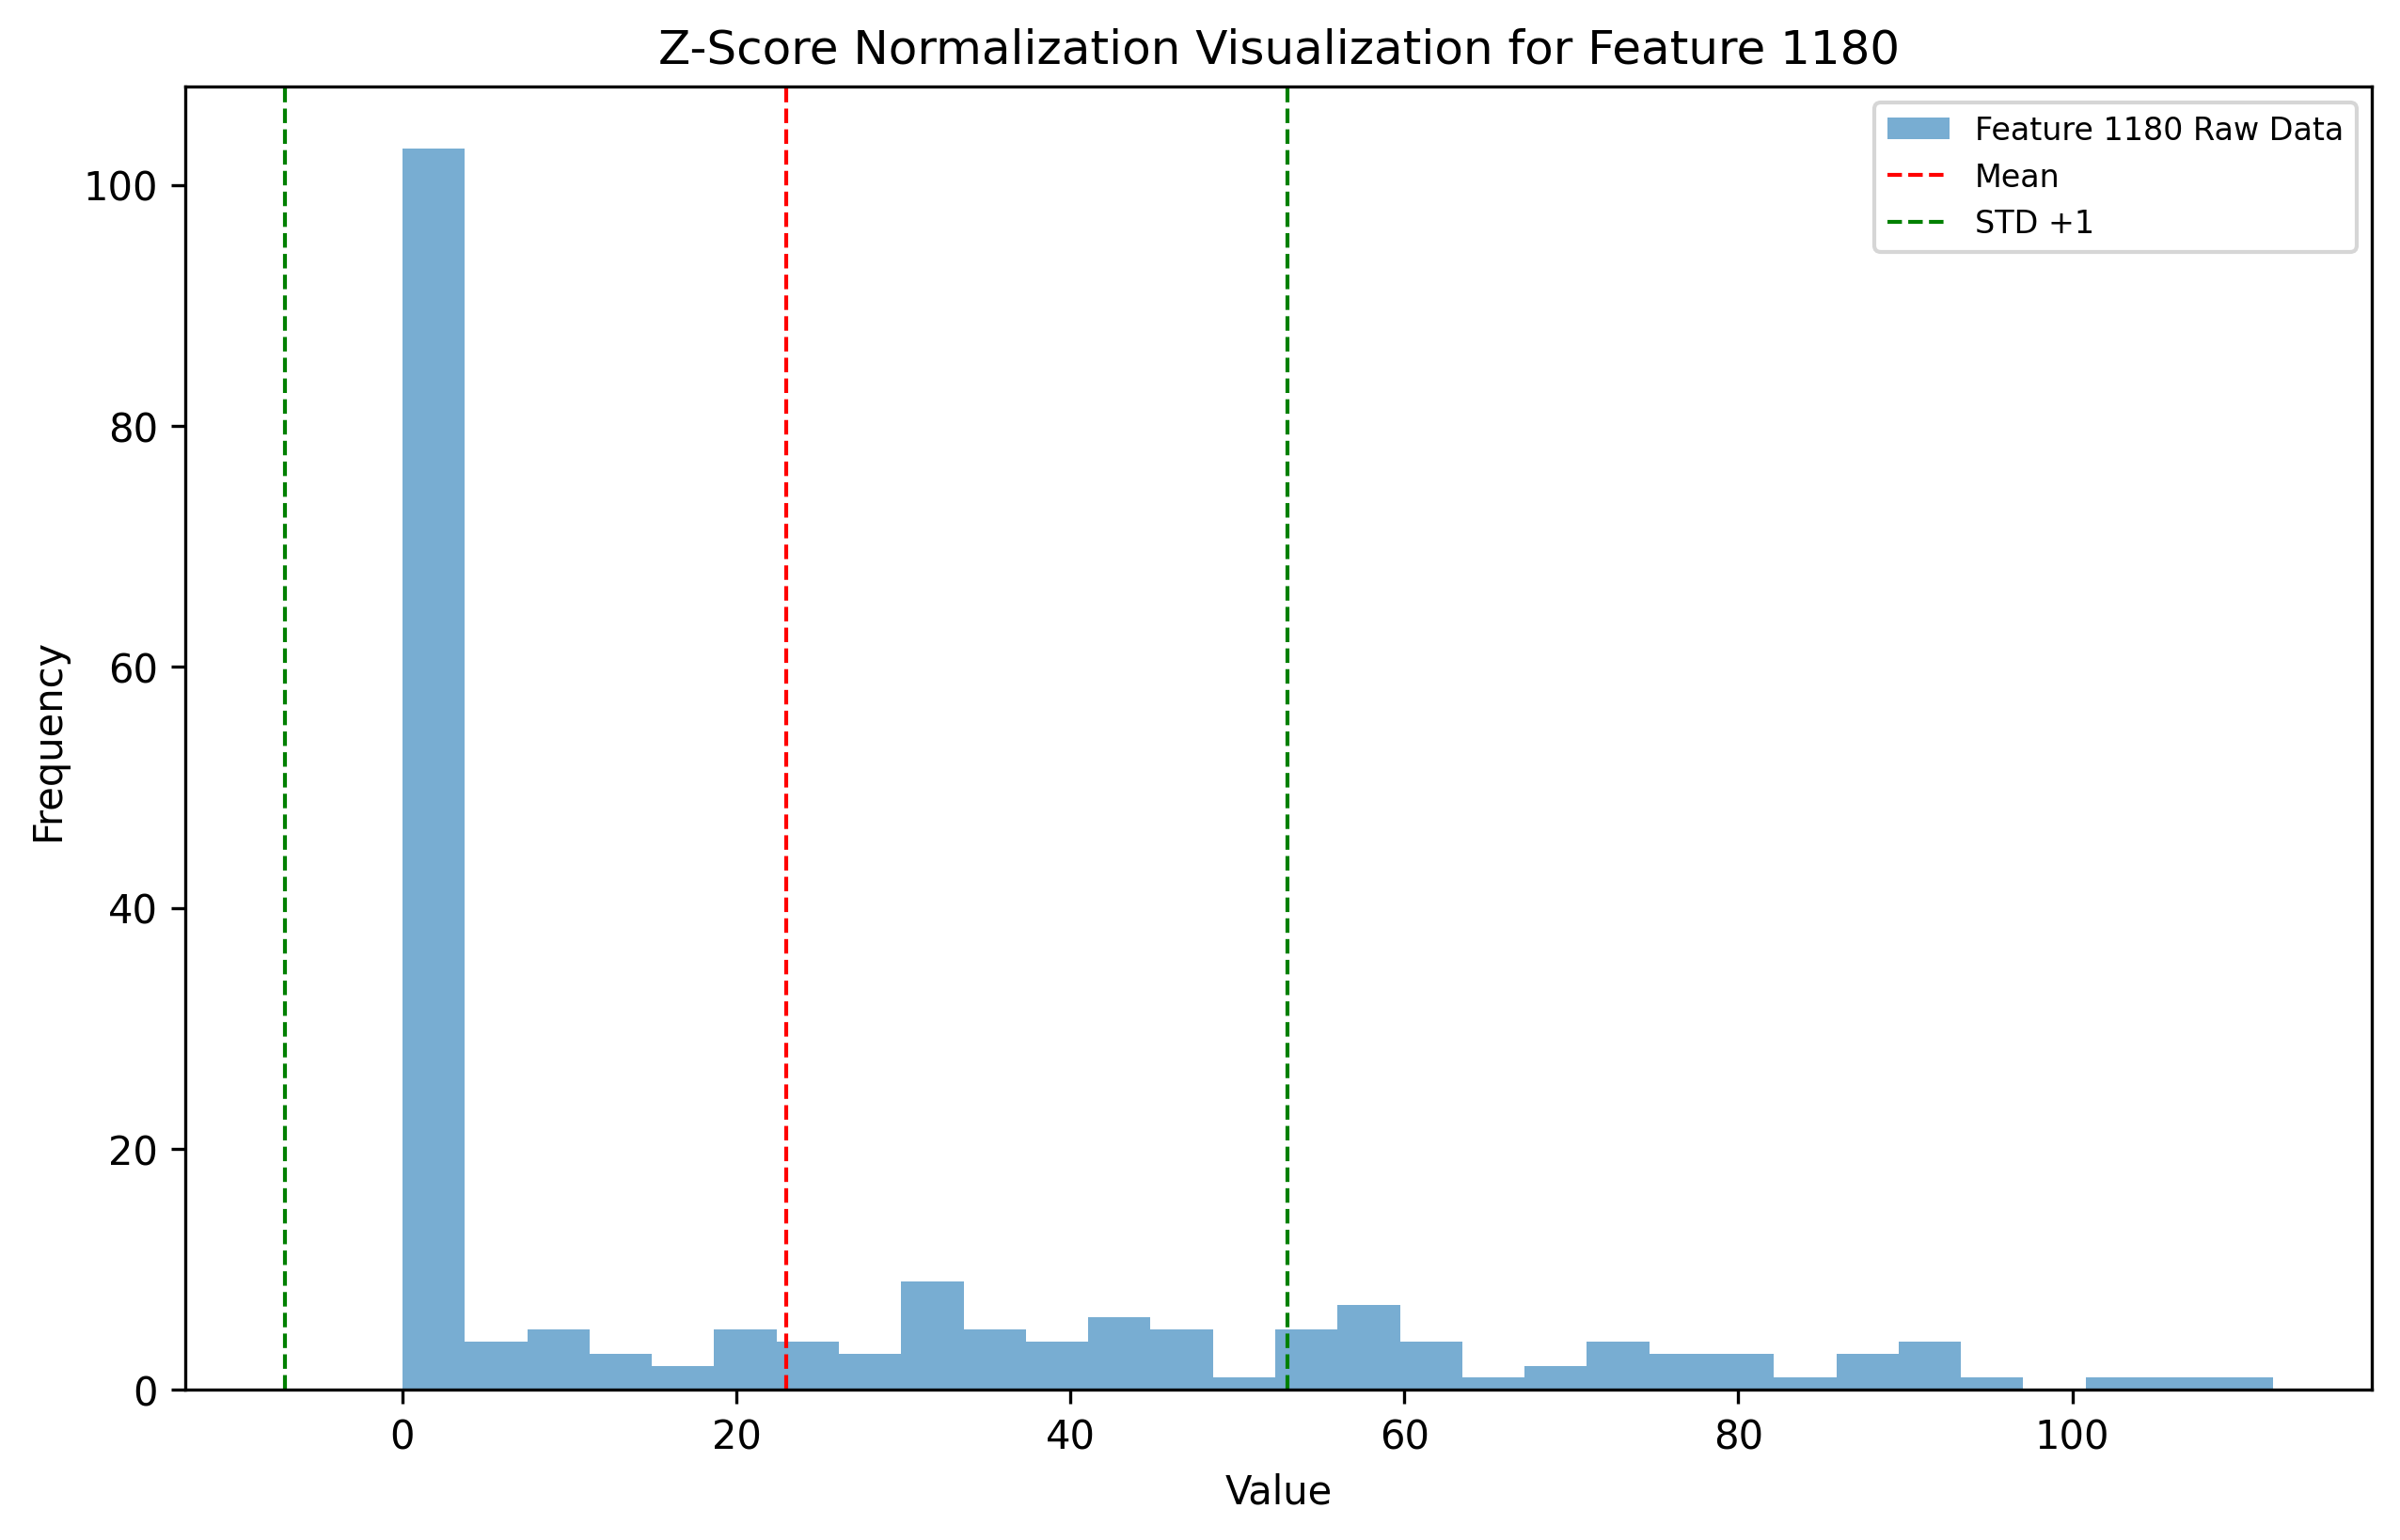 Z-Score Normalization Visualization for Feature 1180
Feature 1180 Raw Data
Mean
STD +1
Frequency
100
80
60
40
20
0
0 20 40 60 80 100
Value